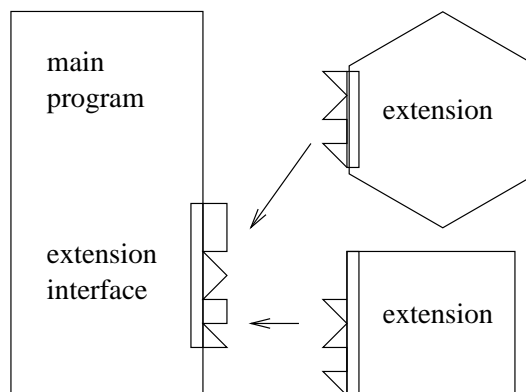 main
program
extension
interface
extension
extension